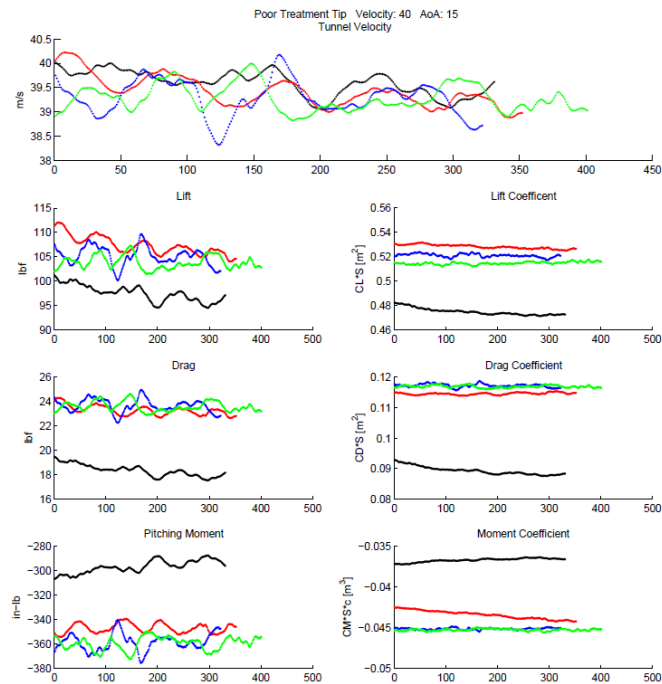 Poor Treatment Tip   Velocity: 40   AoA: 15
Tunnel Velocity
40.5
40
39.5
39
38.5
38
m/s
0 50 100 150 200 250 300 350 400 450
Lift
115
110
105
100
95
90
lbf
0 100 200 300 400 500
Lift Coefficent
0.56
0.54
0.52
0.5
0.48
0.46
CL*S [m²]
0 100 200 300 400 500
Drag
26
24
22
20
18
16
lbf
0 100 200 300 400 500
Drag Coefficient
0.12
0.11
0.1
0.09
0.08
CD*S [m²]
0 100 200 300 400 500
Pitching Moment
−280
−300
−320
−340
−360
−380
in−lb
0 100 200 300 400 500
Moment Coefficient
−0.035
−0.04
−0.045
−0.05
CM*S*c [m³]
0 100 200 300 400 500